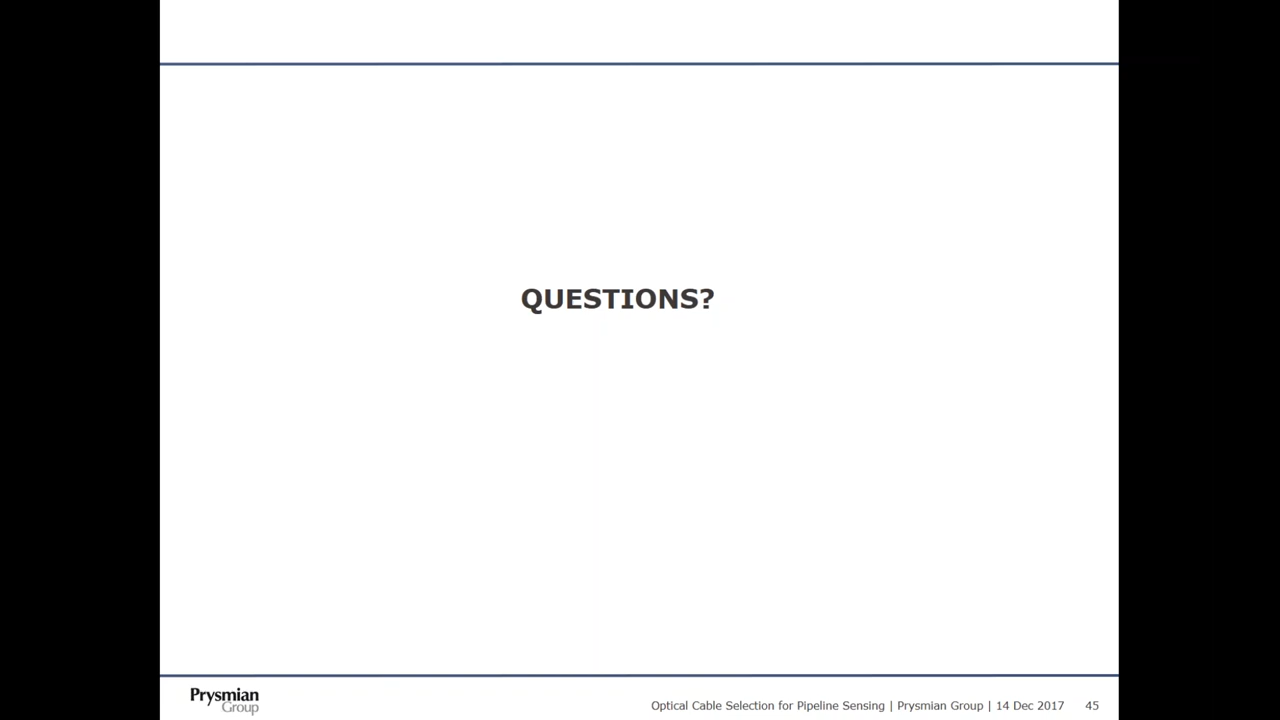 QUESTIONS?
Prysmian
Group
Optical Cable Selection for Pipeline Sensing | Prysmian Group | 14 Dec 2017 45